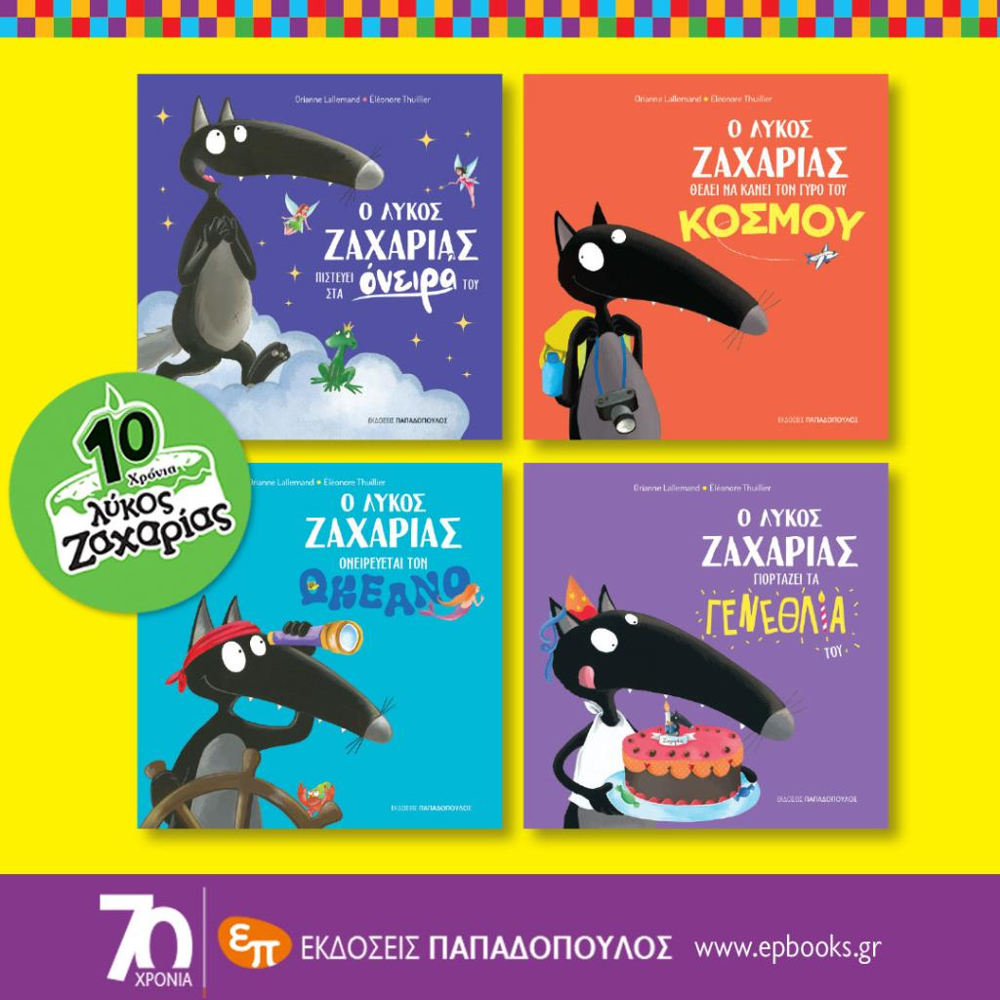 Orianne Lallemand • Éléonore Thuillier
Ο ΛΥΚΟΣ
ΖΑΧΑΡΙΑΣ
ΠΙΣΤΕΥΕΙ
ΣΤΑ όνειρά ΤΟΥ
ΕΚΔΟΣΕΙΣ ΠΑΠΑΔΟΠΟΥΛΟΣ
Orianne Lallemand • Éléonore Thuillier
Ο ΛΥΚΟΣ
ΖΑΧΑΡΙΑΣ
ΘΕΛΕΙ ΝΑ ΚΑΝΕΙ ΤΟΝ ΓΥΡΟ ΤΟΥ
ΚΟΣΜΟΥ
ΕΚΔΟΣΕΙΣ ΠΑΠΑΔΟΠΟΥΛΟΣ
10
Χρόνια
λύκος
Ζαχαρίας
Orianne Lallemand • Éléonore Thuillier
Ο ΛΥΚΟΣ
ΖΑΧΑΡΙΑΣ
ΟΝΕΙΡΕΥΕΤΑΙ ΤΟΝ
ΩΚΕΑΝΟ
ΕΚΔΟΣΕΙΣ ΠΑΠΑΔΟΠΟΥΛΟΣ
Orianne Lallemand • Éléonore Thuillier
Ο ΛΥΚΟΣ
ΖΑΧΑΡΙΑΣ
ΓΙΟΡΤΑΖΕΙ ΤΑ
ΓΕΝΕΘΛΙΑ
ΤΟΥ
ΕΚΔΟΣΕΙΣ ΠΑΠΑΔΟΠΟΥΛΟΣ
70
ΧΡΟΝΙΑ
επ ΕΚΔΟΣΕΙΣ ΠΑΠΑΔΟΠΟΥΛΟΣ www.epbooks.gr